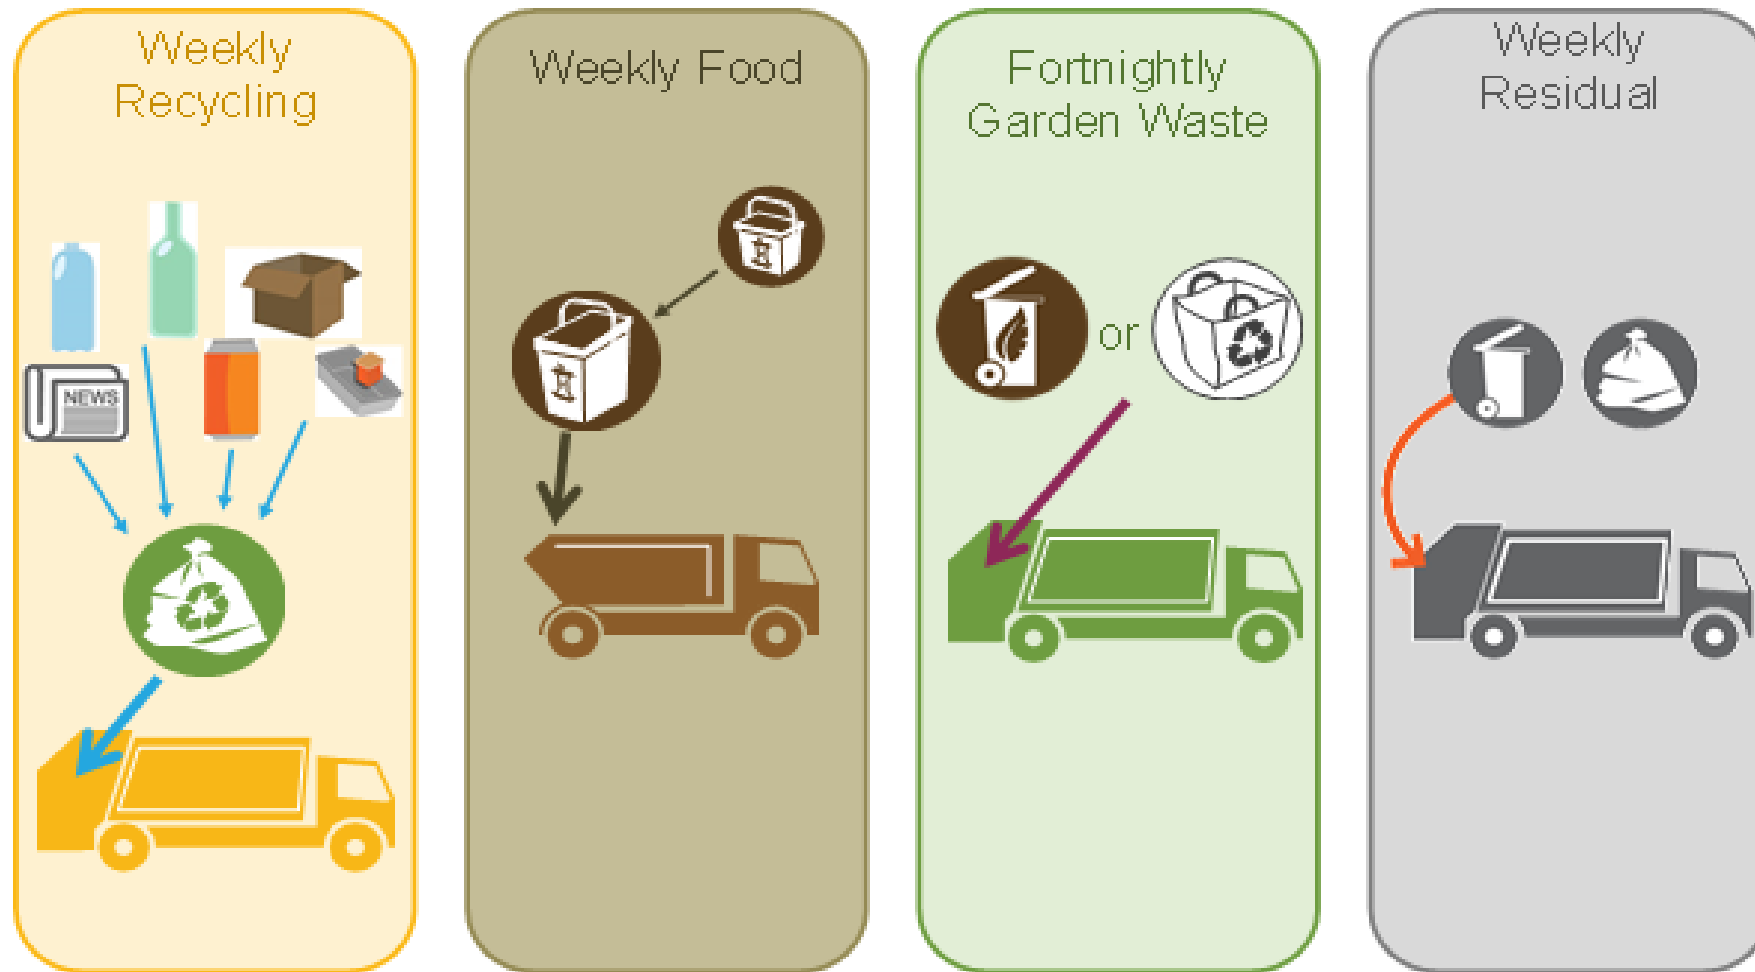 Weekly
Recycling
NEWS
Weekly Food
Fortnightly
Garden Waste
or
Weekly
Residual